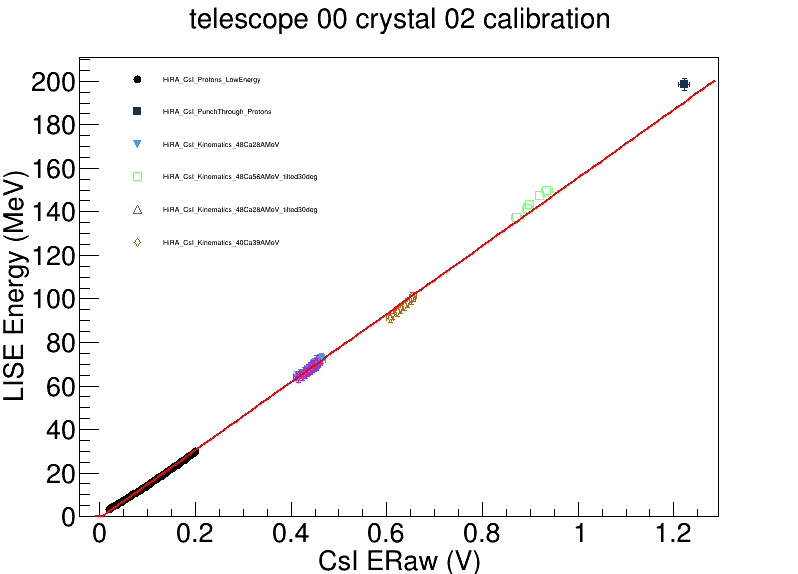 telescope 00 crystal 02 calibration
LISE Energy (MeV)
200
180
160
140
120
100
80
60
40
20
0
HiRA_CsI_Protons_LowEnergy
HiRA_CsI_PunchThrough_Protons
HiRA_CsI_Kinematics_48Ca28AMeV
HiRA_CsI_Kinematics_48Ca56AMeV_tilted30deg
HiRA_CsI_Kinematics_48Ca28AMeV_tilted30deg
HiRA_CsI_Kinematics_40Ca39AMeV
0 0.2 0.4 0.6 0.8 1 1.2
CsI ERaw (V)